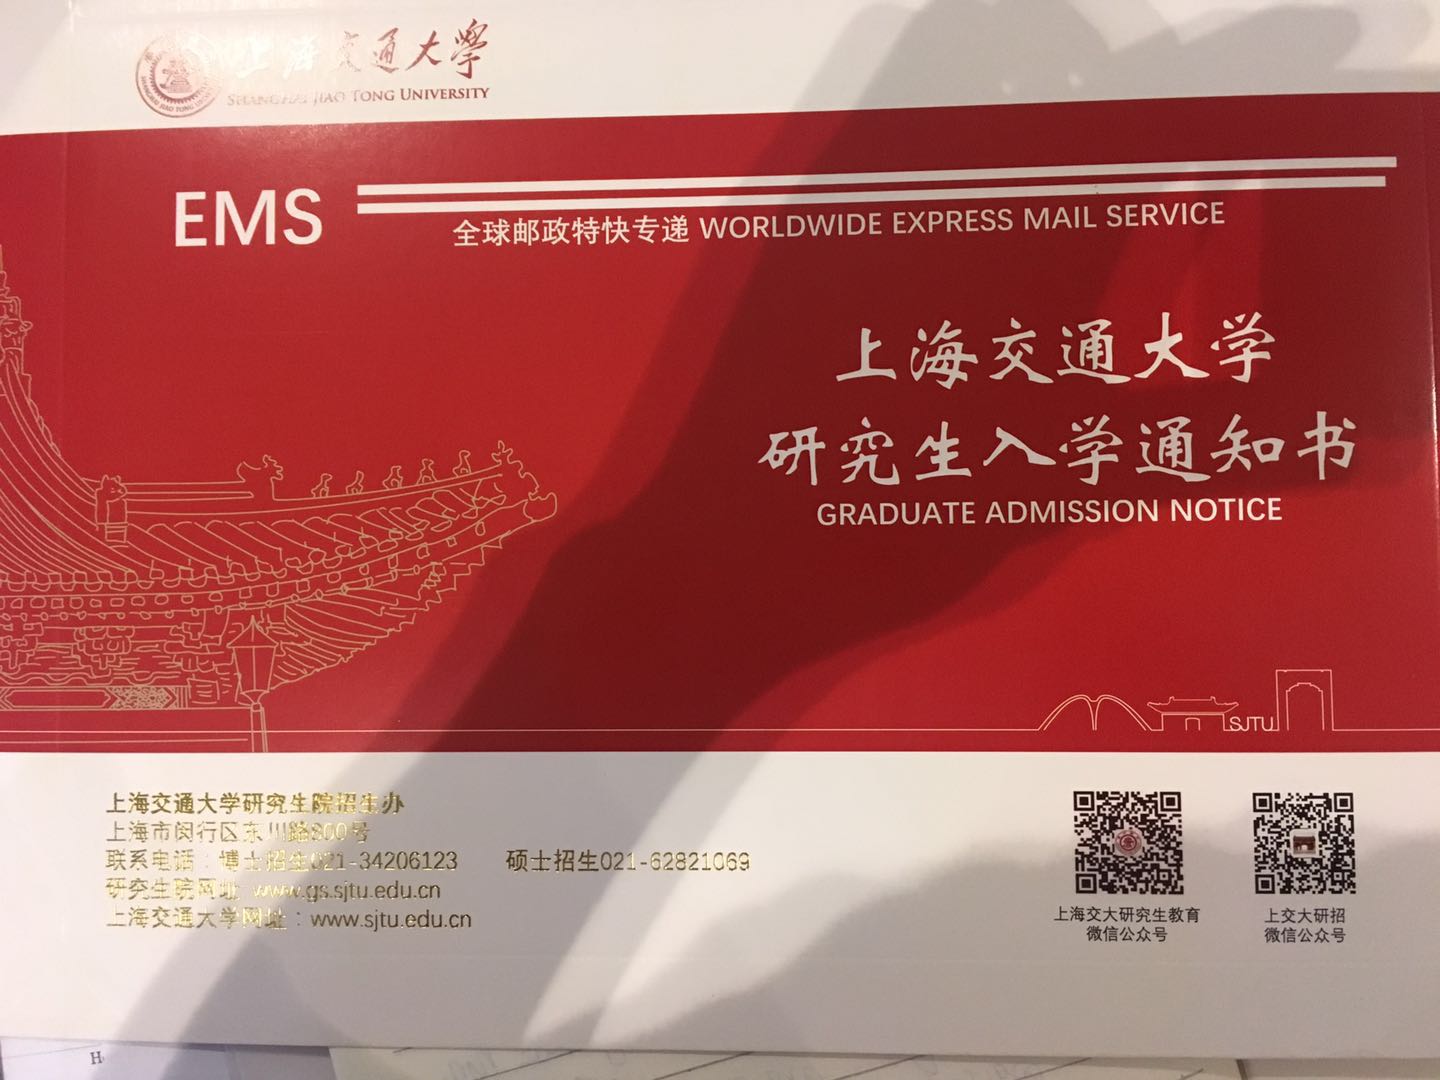 上海交通大學
SHANGHAI JIAO TONG UNIVERSITY
EMS
全球邮政特快专递 WORLDWIDE EXPRESS MAIL SERVICE
上海交通大学
研究生入学通知书
GRADUATE ADMISSION NOTICE
SJTU
上海交通大学研究生院招生办
上海市闵行区东川路800号
联系电话：博士招生021-34206123 硕士招生021-62821069
研究生院网址：www.gs.sjtu.edu.cn
上海交通大学网址：www.sjtu.edu.cn
上海交大研究生教育
微信公众号
上交大研招
微信公众号